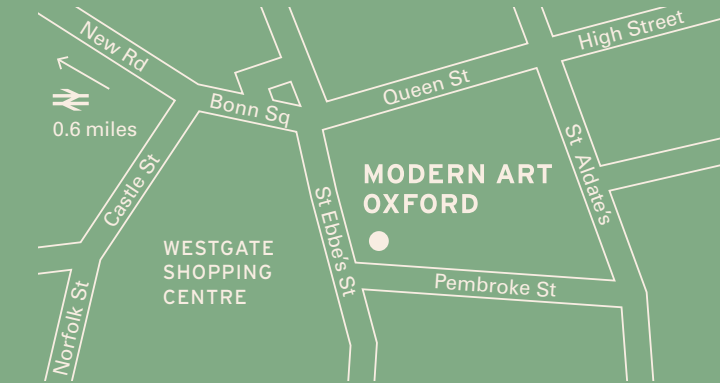 New Rd
High Street
Queen St
Bonn Sq
0.6 miles
St Aldate's
Castle St
MODERN ART
OXFORD
St Ebbe's St
WESTGATE
SHOPPING
CENTRE
Pembroke St
Norfolk St